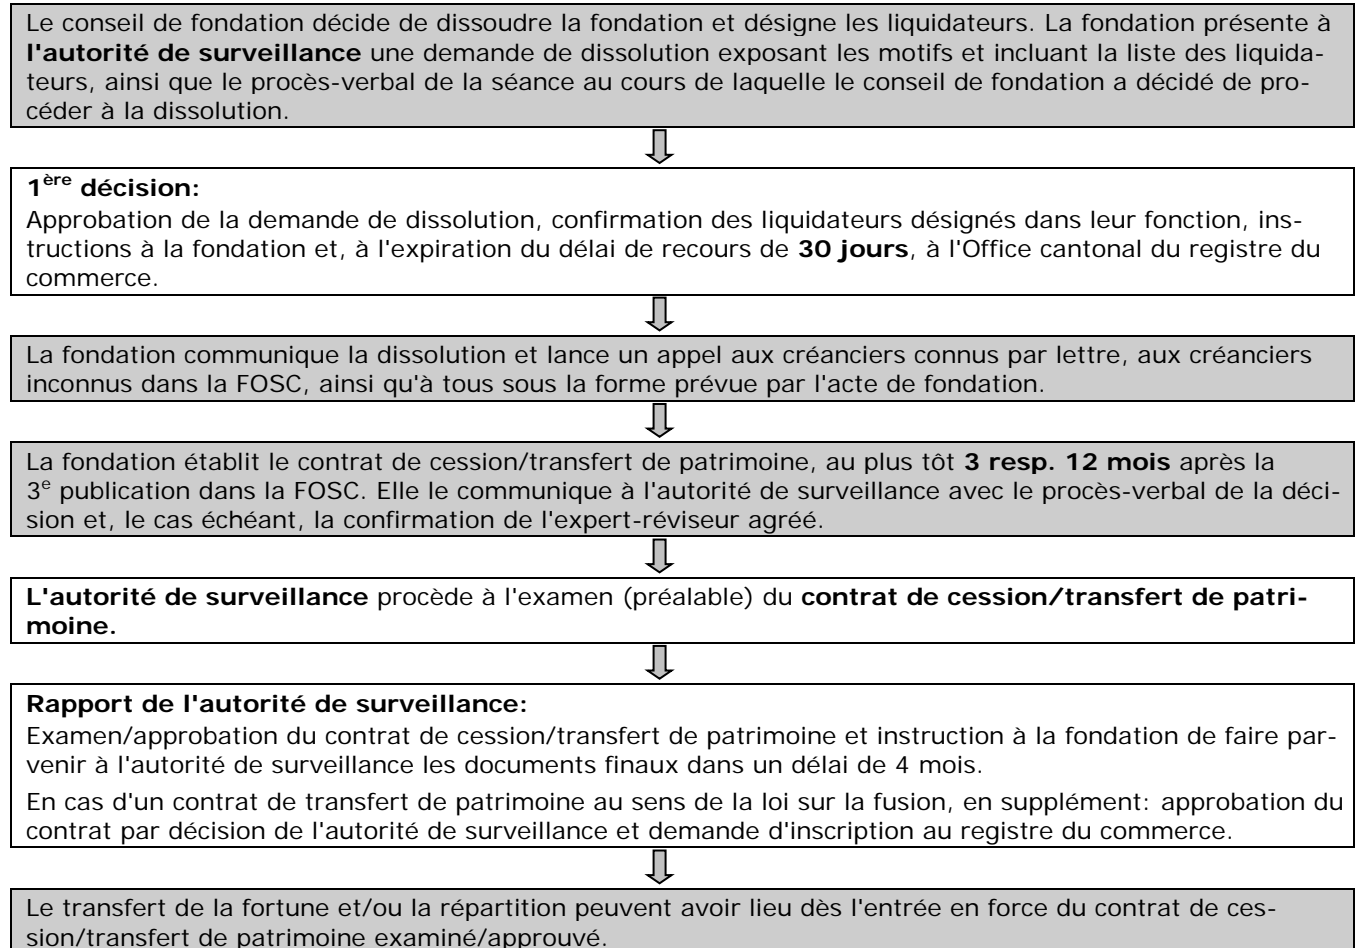 Le conseil de fondation décide de dissoudre la fondation et désigne les liquidateurs. La fondation présente à
l'autorité de surveillance une demande de dissolution exposant les motifs et incluant la liste des liquida-
teurs, ainsi que le procès-verbal de la séance au cours de laquelle le conseil de fondation a décidé de pro-
céder à la dissolution.
1ère décision:
Approbation de la demande de dissolution, confirmation des liquidateurs désignés dans leur fonction, ins-
tructions à la fondation et, à l'expiration du délai de recours de 30 jours, à l'Office cantonal du registre du
commerce.
La fondation communique la dissolution et lance un appel aux créanciers connus par lettre, aux créanciers
inconnus dans la FOSC, ainsi qu'à tous sous la forme prévue par l'acte de fondation.
La fondation établit le contrat de cession/transfert de patrimoine, au plus tôt 3 resp. 12 mois après la
3e publication dans la FOSC. Elle le communique à l'autorité de surveillance avec le procès-verbal de la déci-
sion et, le cas échéant, la confirmation de l'expert-réviseur agréé.
L'autorité de surveillance procède à l'examen (préalable) du contrat de cession/transfert de patri-
moine.
Rapport de l'autorité de surveillance:
Examen/approbation du contrat de cession/transfert de patrimoine et instruction à la fondation de faire par-
venir à l'autorité de surveillance les documents finaux dans un délai de 4 mois.
En cas d'un contrat de transfert de patrimoine au sens de la loi sur la fusion, en supplément: approbation du
contrat par décision de l'autorité de surveillance et demande d'inscription au registre du commerce.
Le transfert de la fortune et/ou la répartition peuvent avoir lieu dès l'entrée en force du contrat de ces-
sion/transfert de patrimoine examiné/approuvé.